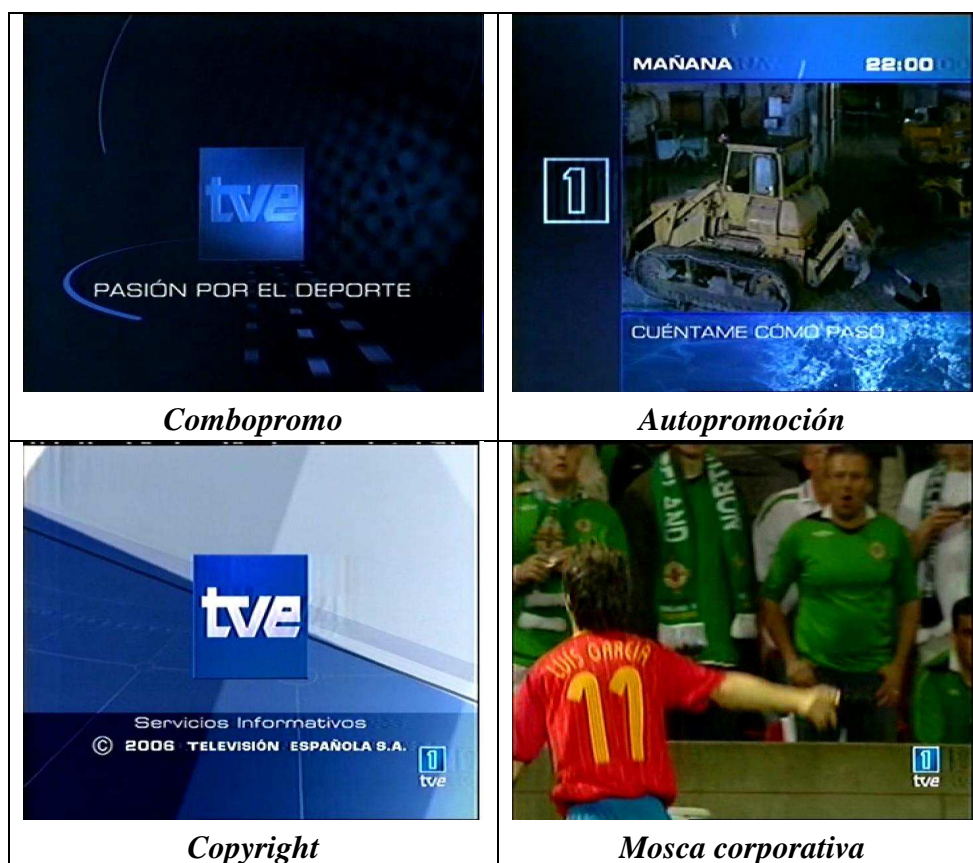 tve
PASIÓN POR EL DEPORTE
Combopromo
MAÑANA 22:00
1
CUÉNTAME CÓMO PASÓ
Autopromoción
tve
Servicios Informativos
© 2006 TELEVISIÓN ESPAÑOLA S.A.
1
tve
Copyright
NORTH
LUIS GARCIA
11
1
tve
Mosca corporativa